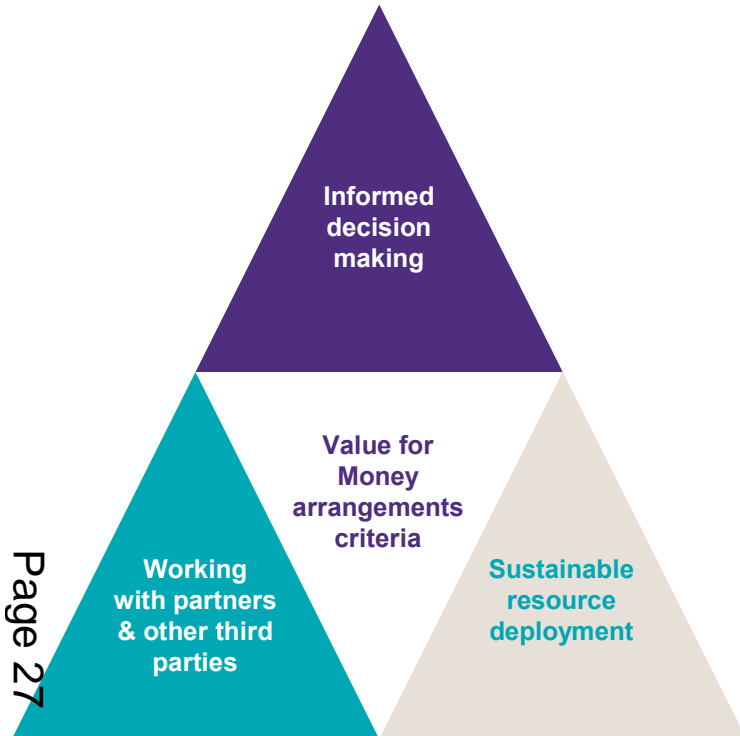 Informed
decision
making
Value for
Money
arrangements
criteria
Working
with partners
& other third
parties
Sustainable
resource
deployment
Page 27